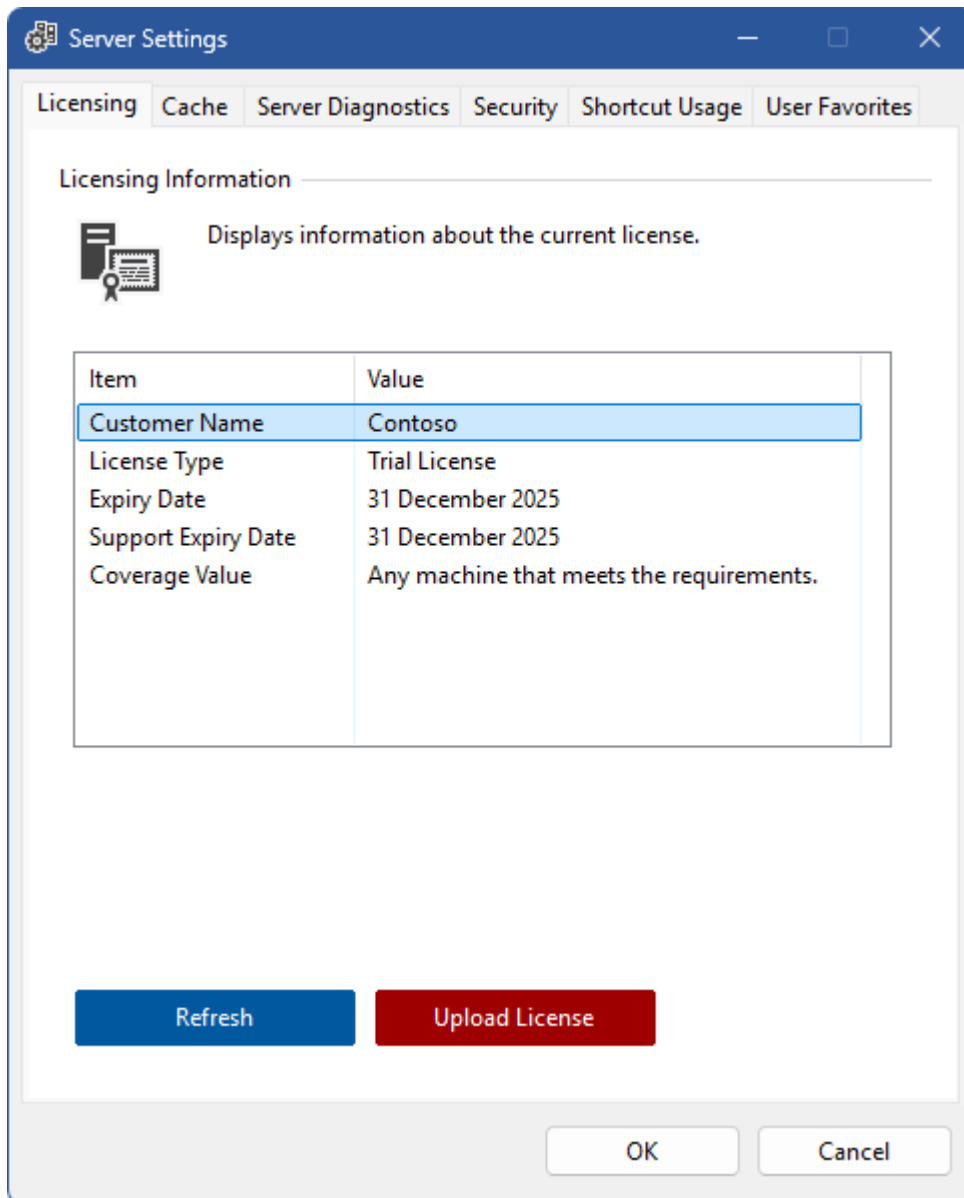 Server Settings
Licensing Cache Server Diagnostics Security Shortcut Usage User Favorites
Licensing Information
Displays information about the current license.
Item Value
Customer Name Contoso
License Type Trial License
Expiry Date 31 December 2025
Support Expiry Date 31 December 2025
Coverage Value Any machine that meets the requirements.
Refresh Upload License
OK Cancel